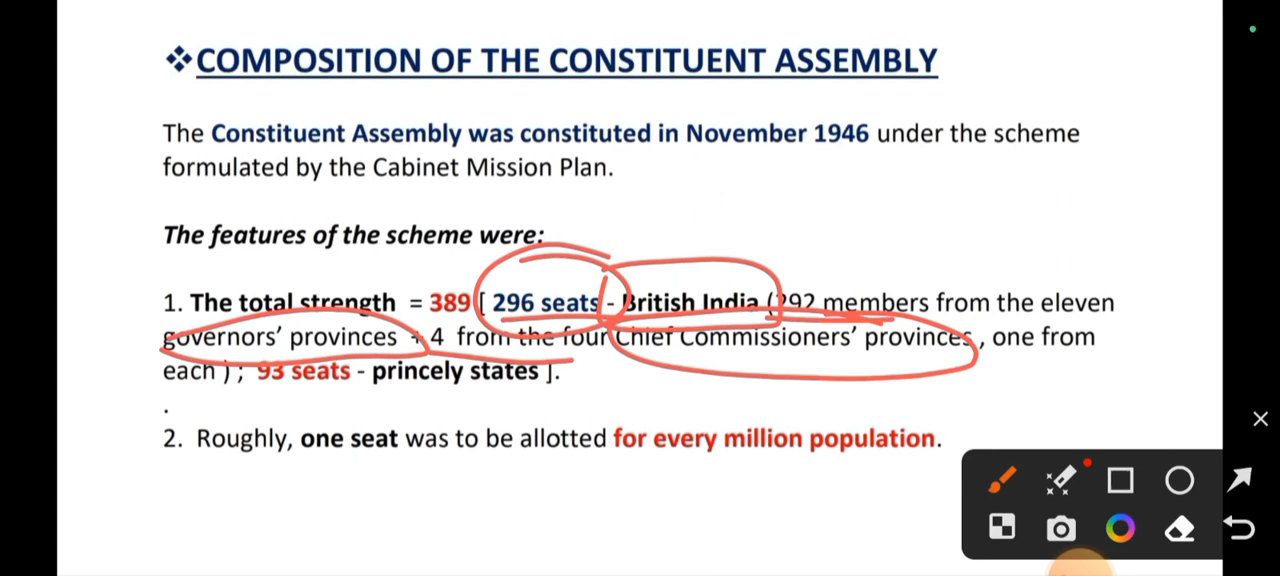 ❖COMPOSITION OF THE CONSTITUENT ASSEMBLY
The Constituent Assembly was constituted in November 1946 under the scheme
formulated by the Cabinet Mission Plan.
The features of the scheme were:
1. The total strength = 389 [ 296 seats - British India (292 members from the eleven
governors’ provinces + 4 from the four Chief Commissioners’ provinces , one from
each ) ; 93 seats - princely states ].
.
2. Roughly, one seat was to be allotted for every million population.